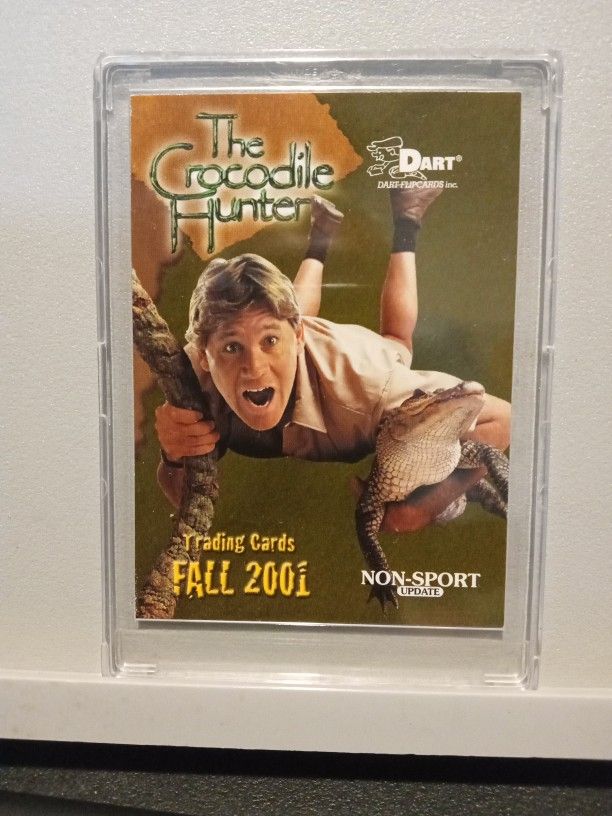 The
Crocodile
Hunter
DART®
DART-FLIPCARDS inc.
Trading Cards
FALL 2001
NON-SPORT
UPDATE